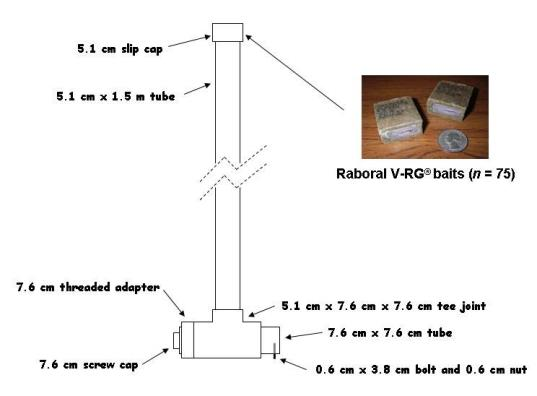 5.1 cm slip cap
5.1 cm x 1.5 m tube
Raboral V-RG® baits (n = 75)
7.6 cm threaded adapter
5.1 cm x 7.6 cm x 7.6 cm tee joint
7.6 cm x 7.6 cm tube
7.6 cm screw cap
0.6 cm x 3.8 cm bolt and 0.6 cm nut